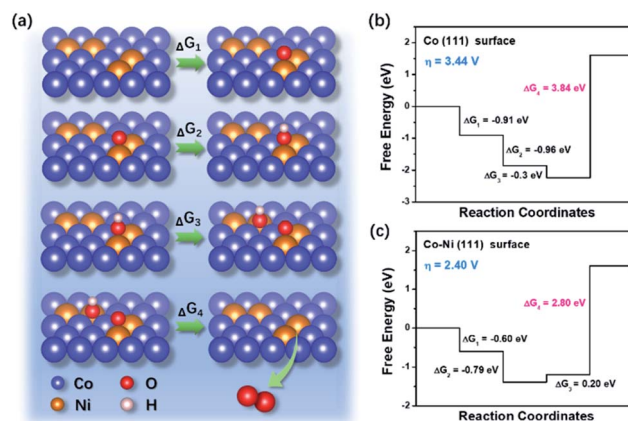 (a)
ΔG1
ΔG2
ΔG3
ΔG4
Co
O
Ni
H
(b)
Co (111) surface
η = 3.44 V
ΔG4 = 3.84 eV
ΔG1 = -0.91 eV
ΔG2 = -0.96 eV
ΔG3 = -0.3 eV
Free Energy (eV)
2
1
0
-1
-2
-3
Reaction Coordinates
(c)
Co-Ni (111) surface
η = 2.40 V
ΔG4 = 2.80 eV
ΔG1 = -0.60 eV
ΔG2 = -0.79 eV
ΔG3 = 0.20 eV
Free Energy (eV)
2
1
0
-1
-2
Reaction Coordinates